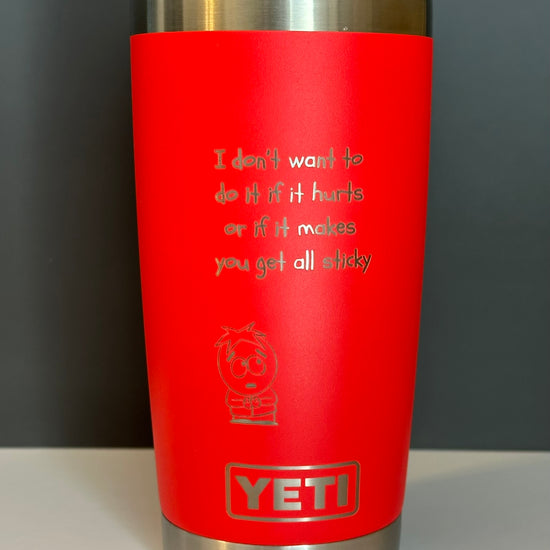 I don't want to
do it if it hurts
or if it makes
you get all sticky
YETI